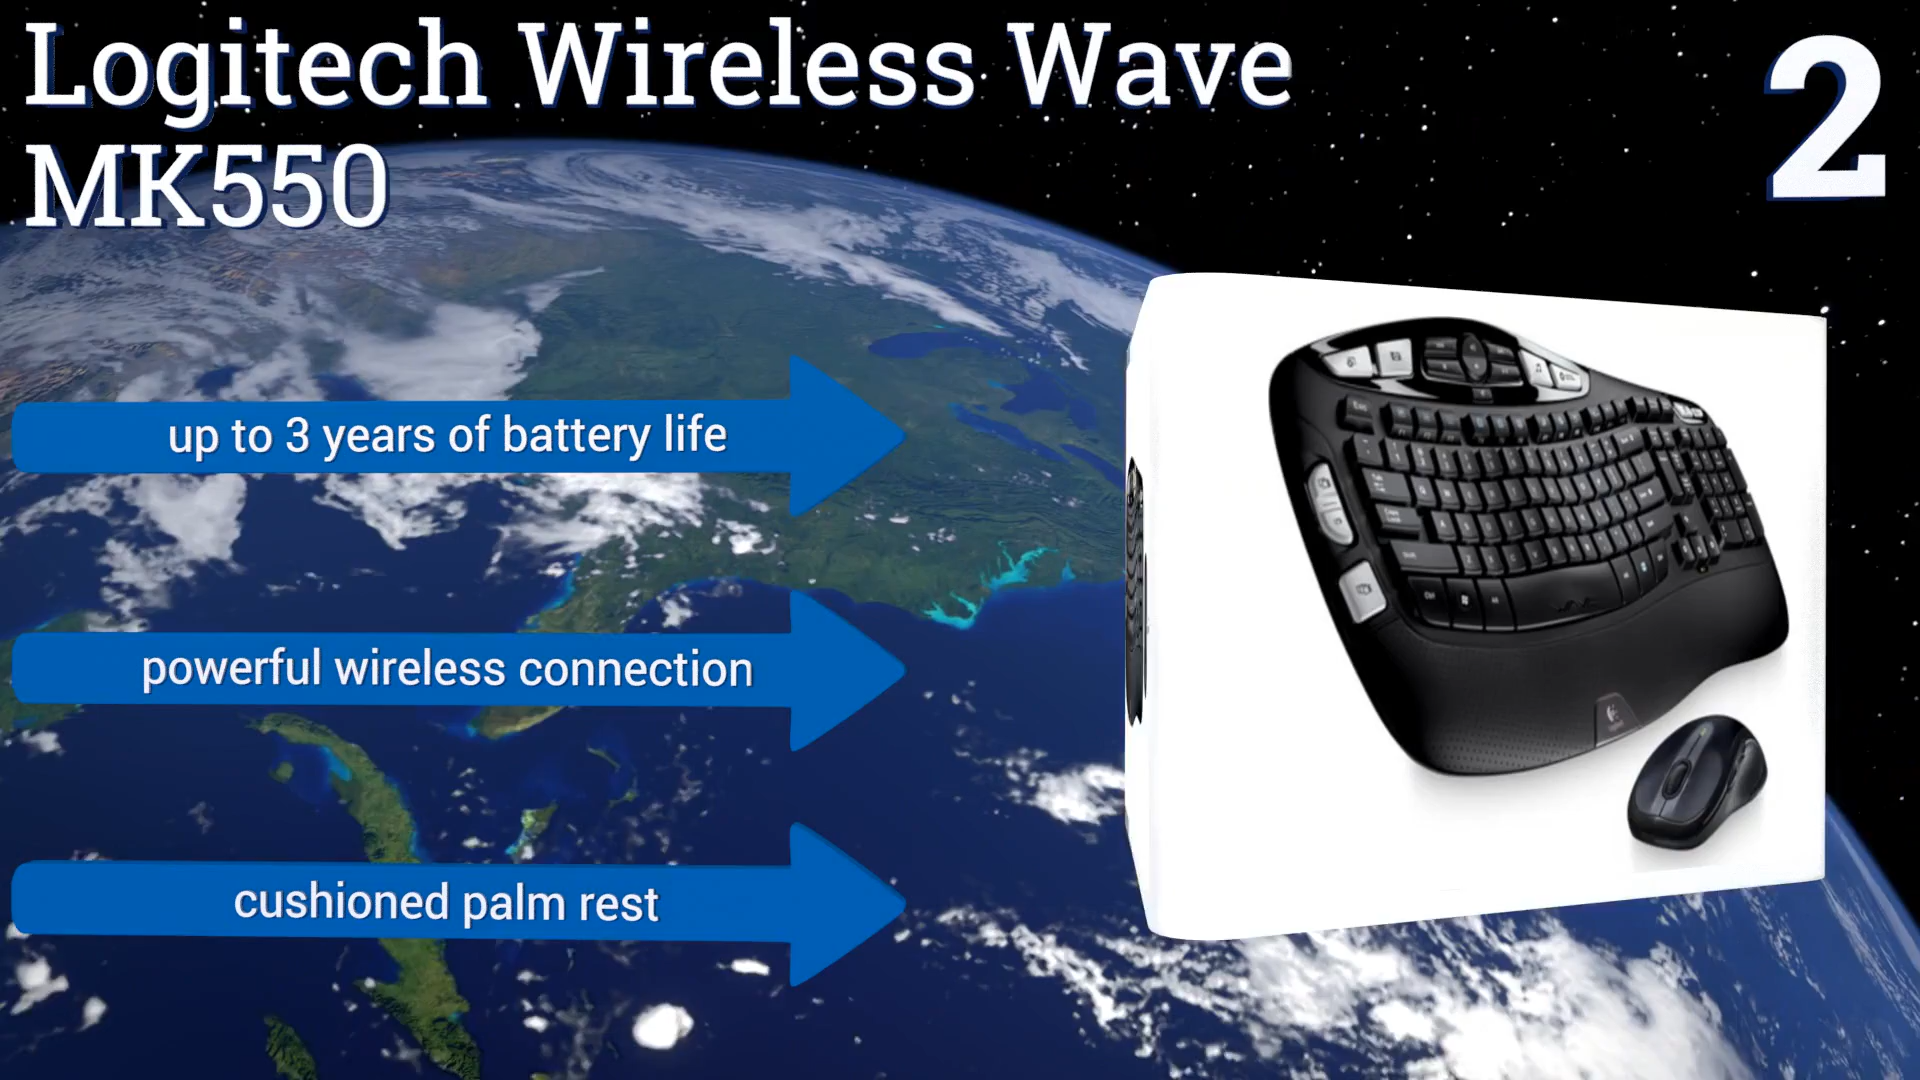 Logitech Wireless Wave
MK550
2
up to 3 years of battery life
powerful wireless connection
cushioned palm rest